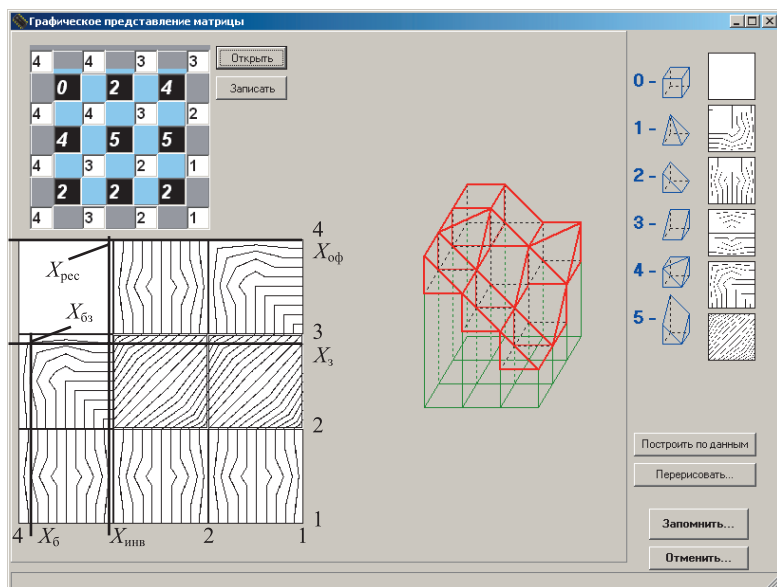 Графическое представление матрицы
4 4 3 3
0 2 4
4 4 3 2
4 5 5
4 3 2 1
2 2 2
4 3 2 1
Открыть
Записать
4
Xоф
Xрес
Xбз
3
Xз
2
1
4 Xб Xинв 2 1
0 -
1 -
2 -
3 -
4 -
5 -
Построить по данным
Перерисовать...
Запомнить...
Отменить...